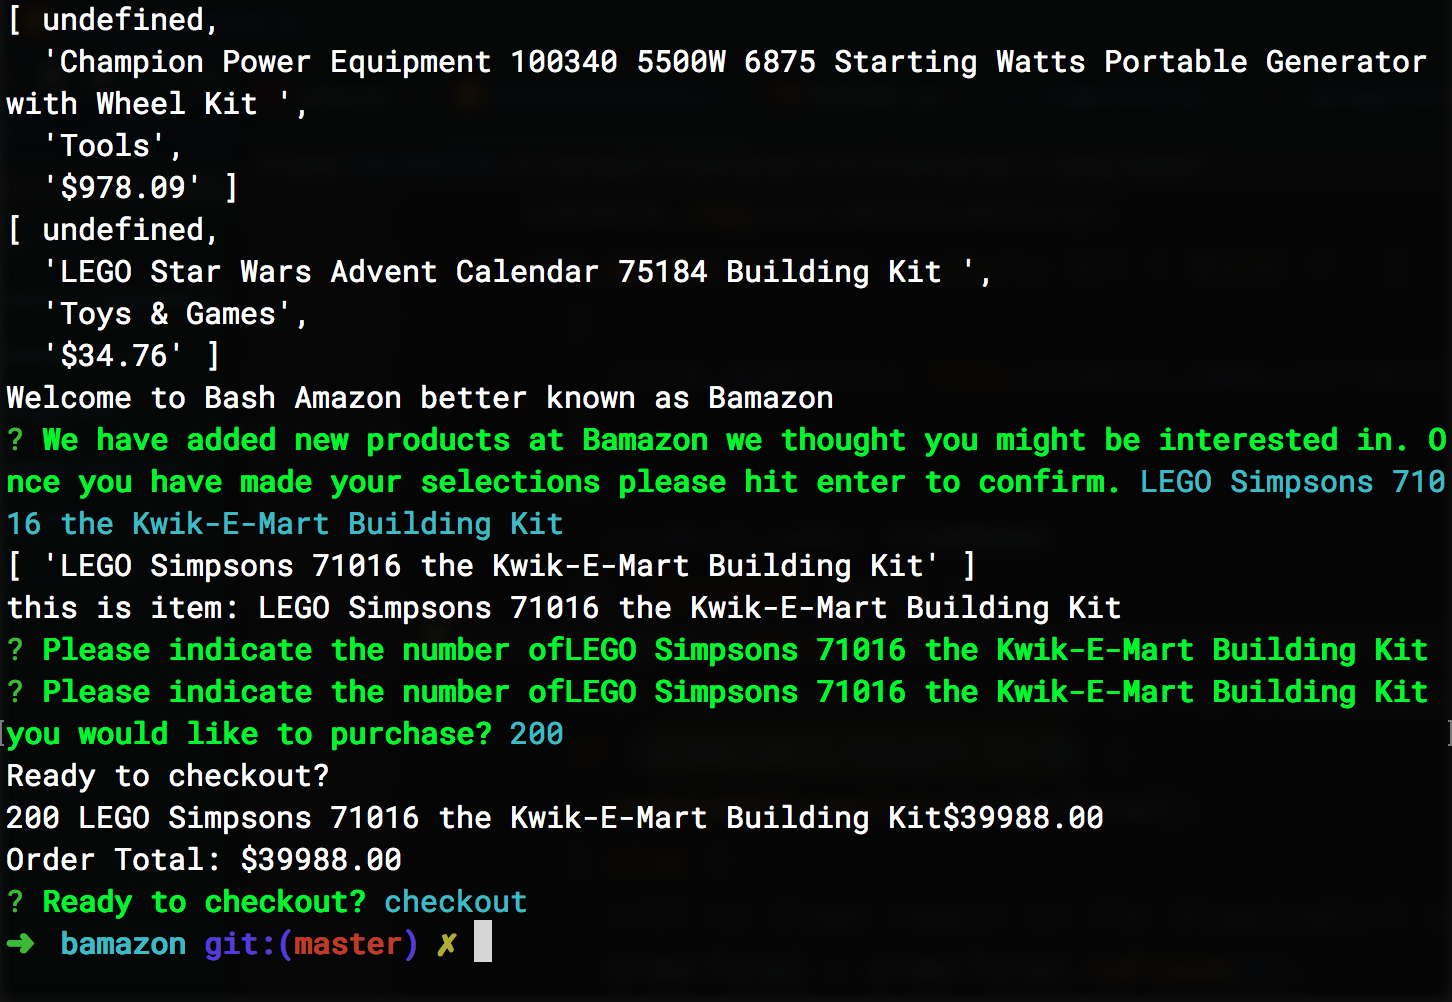 [ undefined,
  'Champion Power Equipment 100340 5500W 6875 Starting Watts Portable Generator
with Wheel Kit ',
  'Tools',
  '$978.09' ]
[ undefined,
  'LEGO Star Wars Advent Calendar 75184 Building Kit ',
  'Toys & Games',
  '$34.76' ]
Welcome to Bash Amazon better known as Bamazon
? We have added new products at Bamazon we thought you might be interested in. O
nce you have made your selections please hit enter to confirm. LEGO Simpsons 710
16 the Kwik-E-Mart Building Kit
[ 'LEGO Simpsons 71016 the Kwik-E-Mart Building Kit' ]
this is item: LEGO Simpsons 71016 the Kwik-E-Mart Building Kit
? Please indicate the number ofLEGO Simpsons 71016 the Kwik-E-Mart Building Kit
? Please indicate the number ofLEGO Simpsons 71016 the Kwik-E-Mart Building Kit
you would like to purchase? 200
Ready to checkout?
200 LEGO Simpsons 71016 the Kwik-E-Mart Building Kit$39988.00
Order Total: $39988.00
? Ready to checkout? checkout
➜  bamazon git:(master) ✗